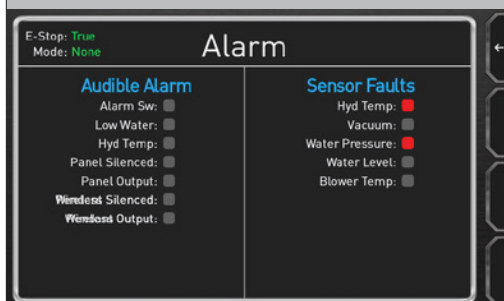 E-Stop: True
Mode: None
Alarm
Audible Alarm
Alarm Sw:
Low Water:
Hyd Temp:
Panel Silenced:
Panel Output:
Silenced:
Output:
Sensor Faults
Hyd Temp:
Vacuum:
Water Pressure:
Water Level:
Blower Temp: